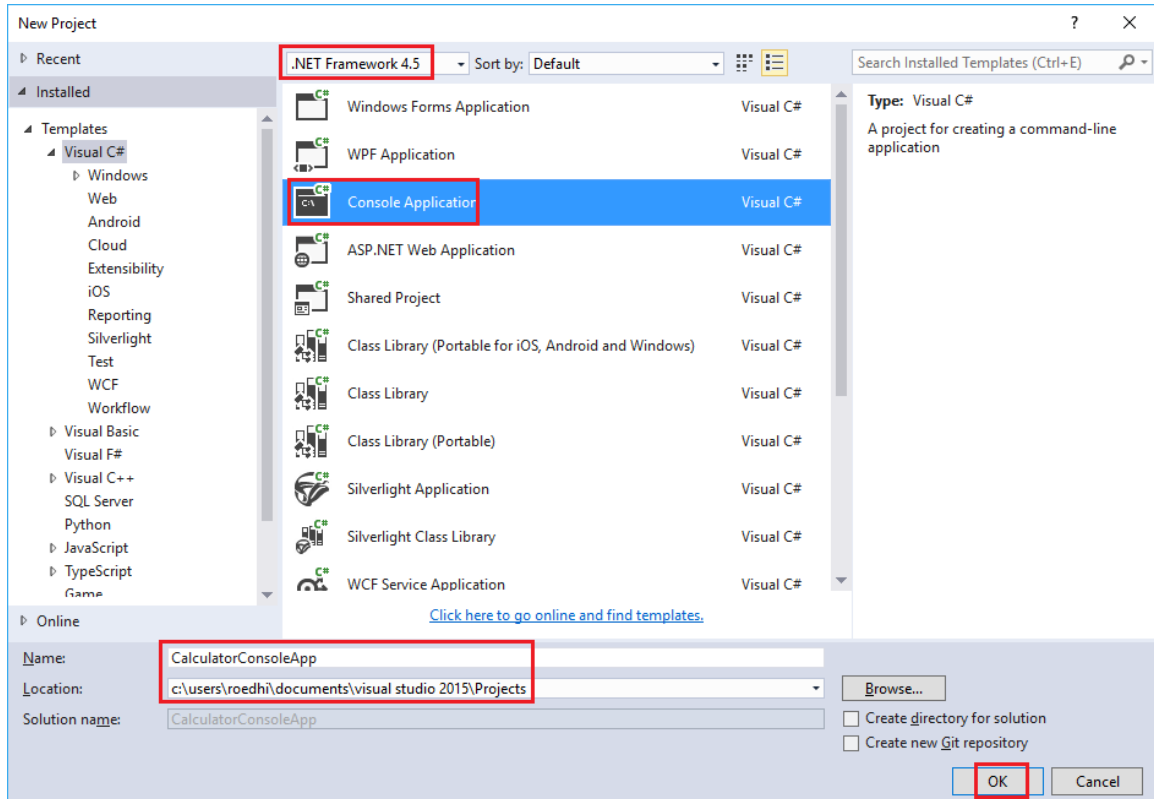 New Project
? ×
Recent
Installed
Templates
Visual C#
Windows
Web
Android
Cloud
Extensibility
iOS
Reporting
Silverlight
Test
WCF
Workflow
Visual Basic
Visual F#
Visual C++
SQL Server
Python
JavaScript
TypeScript
Game
Online
.NET Framework 4.5 Sort by: Default
C# Windows Forms Application Visual C#
C# WPF Application Visual C#
C# Console Application Visual C#
C# ASP.NET Web Application Visual C#
C# Shared Project Visual C#
C# Class Library (Portable for iOS, Android and Windows) Visual C#
C# Class Library Visual C#
C# Class Library (Portable) Visual C#
C# Silverlight Application Visual C#
C# Silverlight Class Library Visual C#
C# WCF Service Application Visual C#
Click here to go online and find templates.
Search Installed Templates (Ctrl+E)
Type: Visual C#
A project for creating a command-line
application
Name: CalculatorConsoleApp
Location: c:\users\roedhi\documents\visual studio 2015\Projects
Browse...
Solution name: CalculatorConsoleApp
Create directory for solution
Create new Git repository
OK Cancel